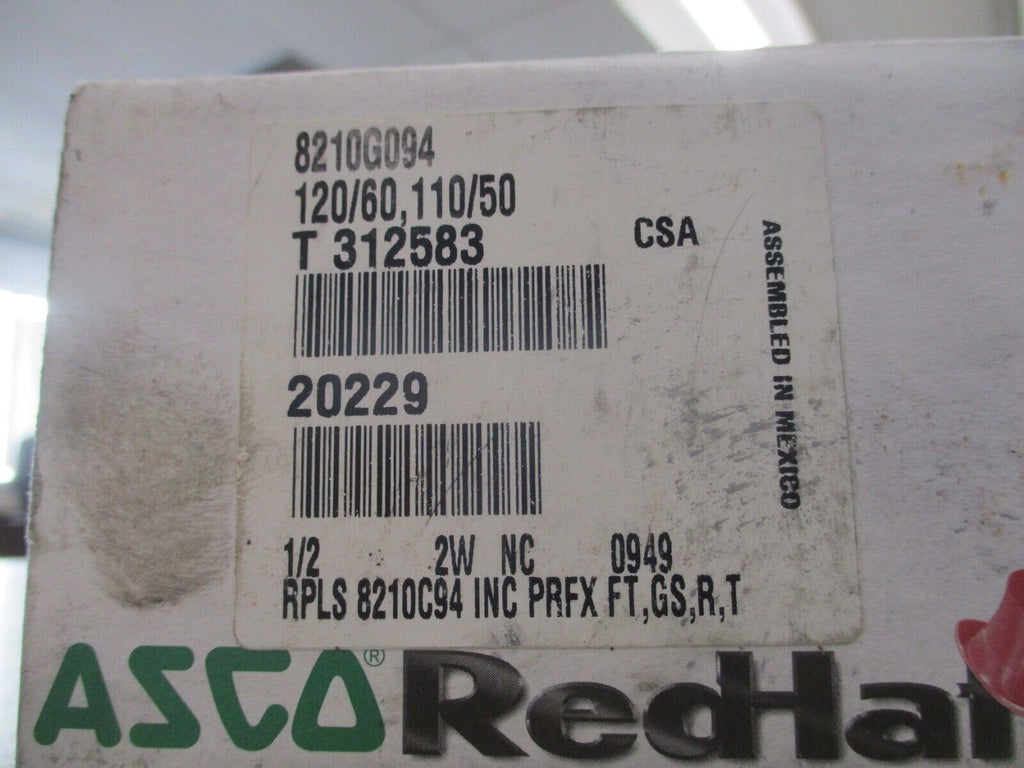 8210G094
120/60,110/50
T 312583
CSA
ASSEMBLED IN MEXICO
20229
1/2 2W NC 0949
RPLS 8210C94 INC PRFX FT,GS,R,T
ASCO® RedHat